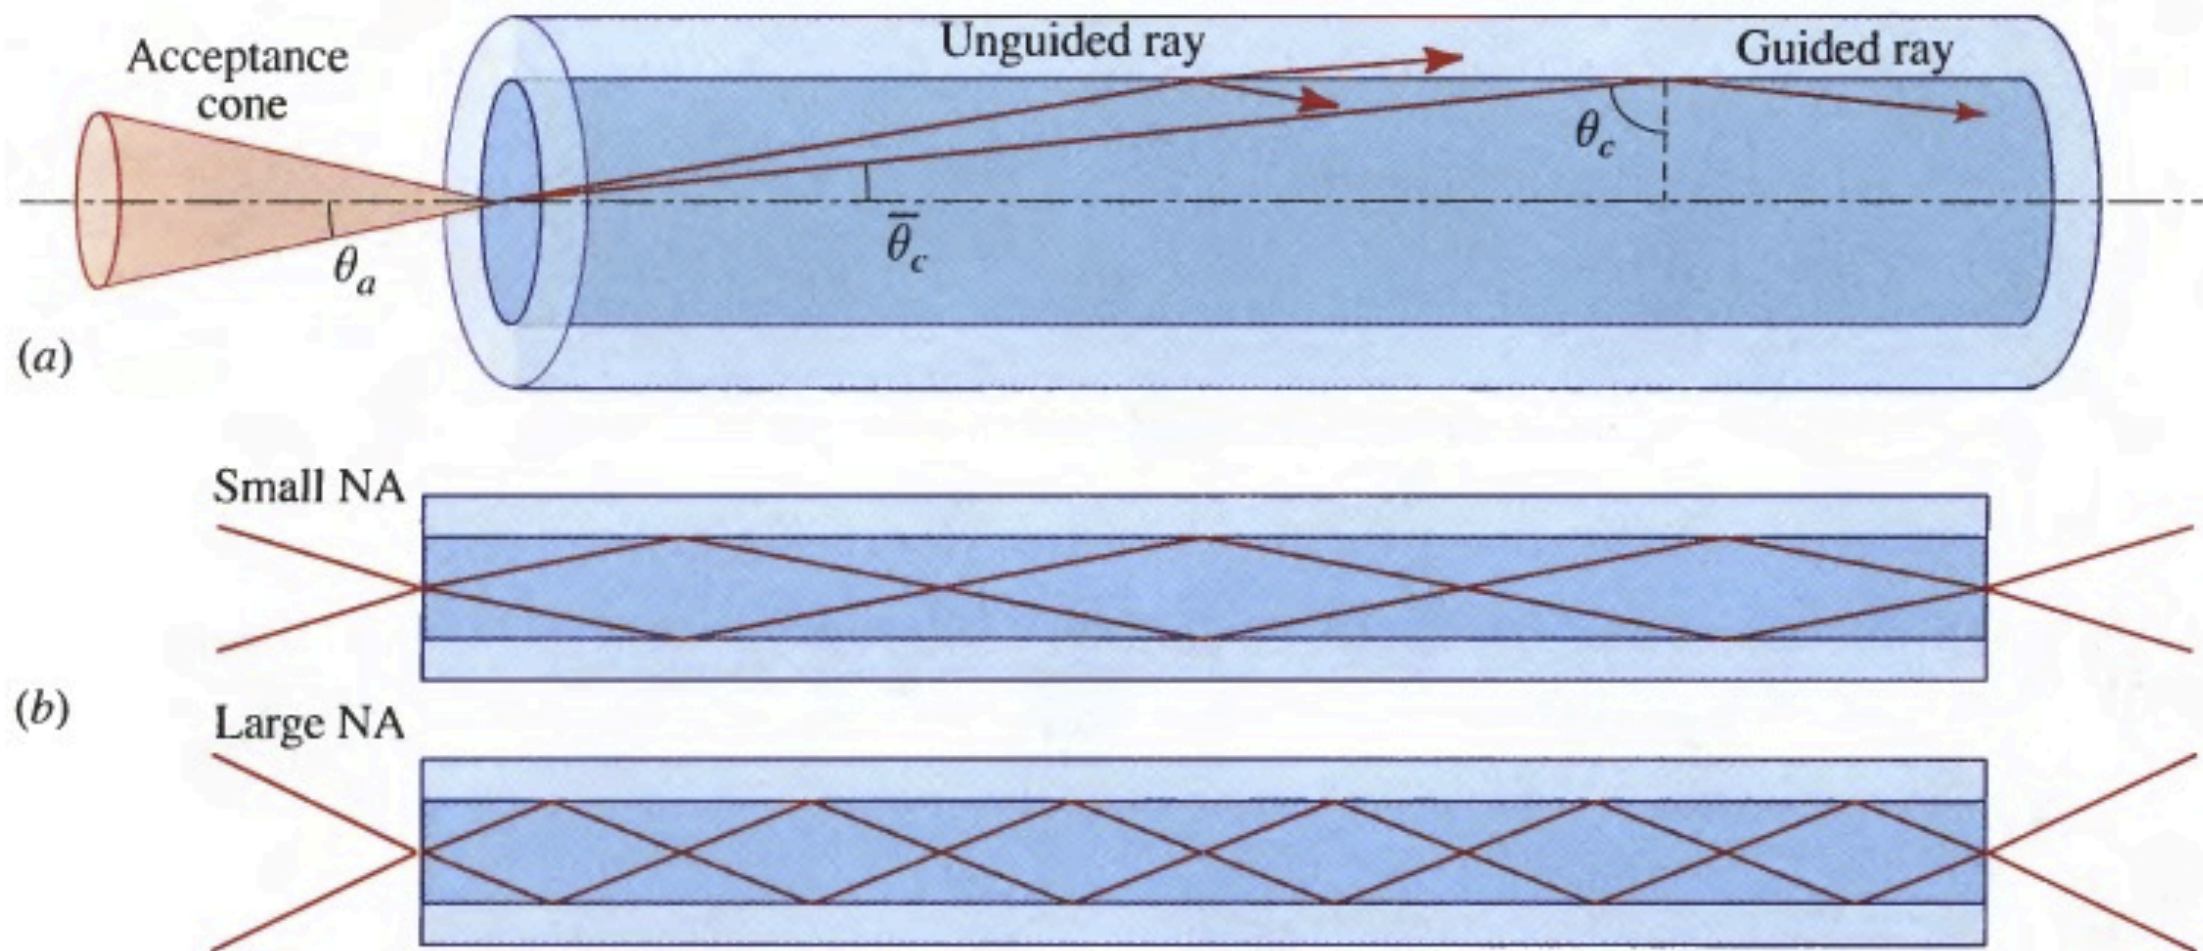 Acceptance
cone
Unguided ray
Guided ray
θc
θ̅c
θa
(a)
Small NA
(b)
Large NA